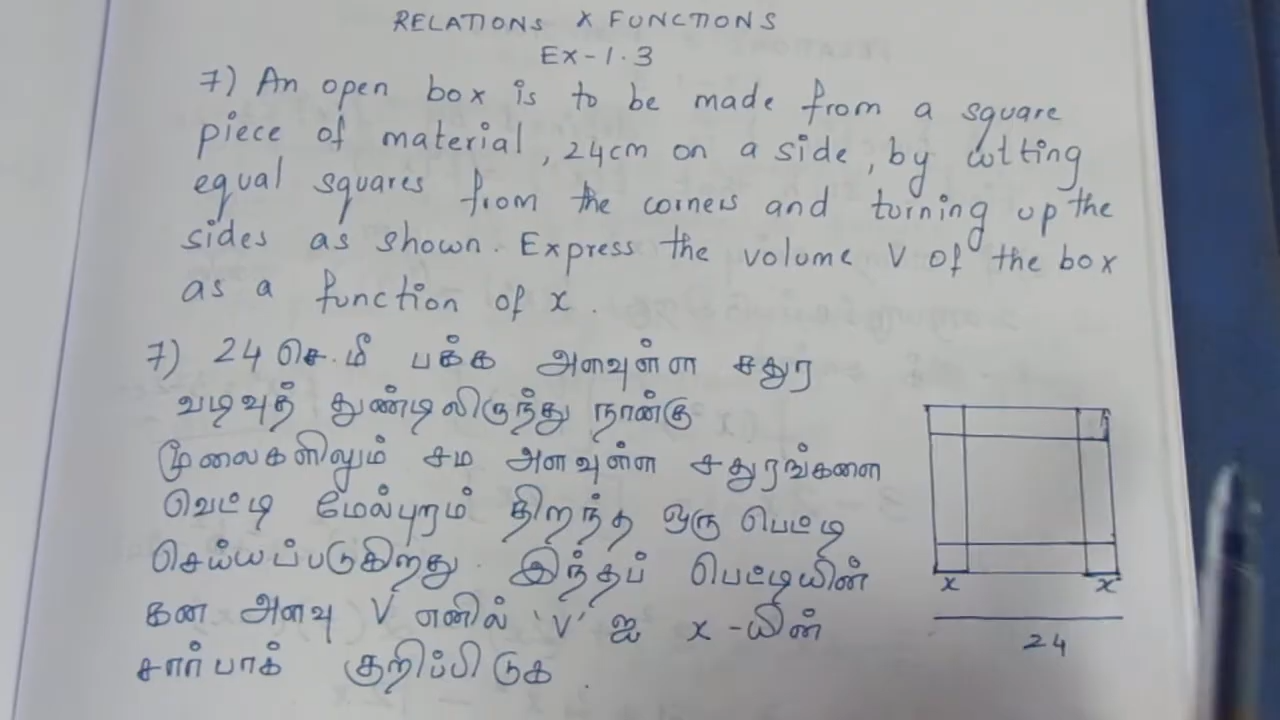 RELATIONS X FUNCTIONS
Ex-1.3
7) An open box is to be made from a square
piece of material, 24cm on a side, by cutting
equal squares from the corners and turning up the
sides as shown. Express the volume V of the box
as a function of x.
7) 24 செ.மீ பக்க அளவுள்ள சதுர
வடிவத் துண்டிலிருந்து நான்கு
மூலைகளிலும் சம அளவுள்ள சதுரங்களை
வெட்டி மேல்புறம் திறந்த ஒரு பெட்டி
செய்யப்படுகிறது. இந்தப் பெட்டியின்
கன அளவு V எனில் 'V' ஐ x -யின்
சார்பாக் குறிப்பிடுக.
x x
24